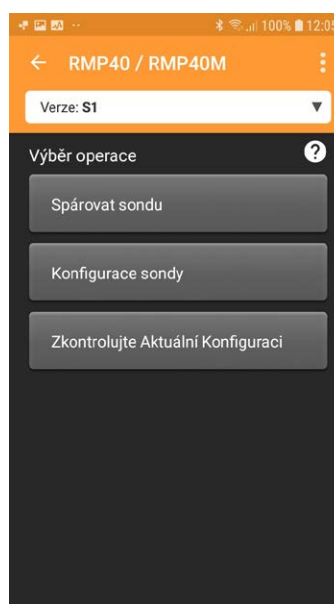 100% 12:05
RMP40 / RMP40M
Verze: S1
Výběr operace
?
Spárovat sondu
Konfigurace sondy
Zkontrolujte Aktuální Konfiguraci